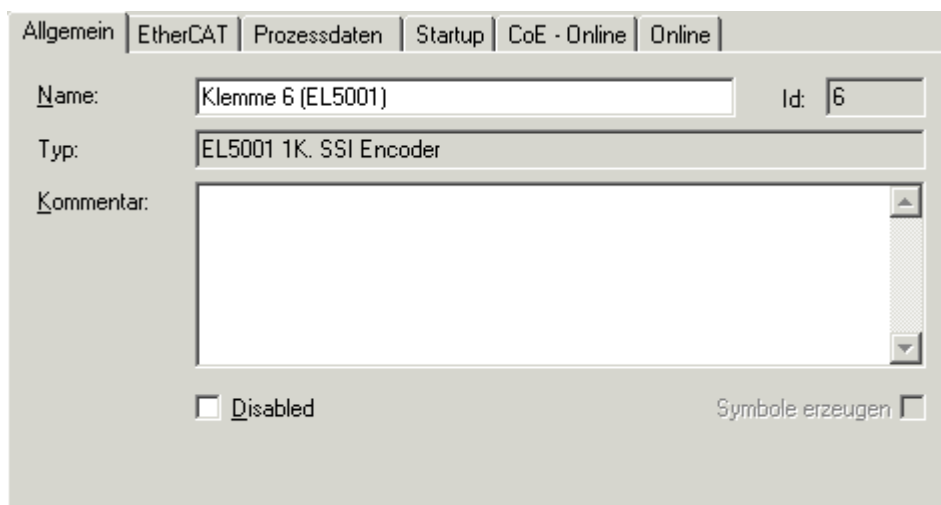 Allgemein EtherCAT Prozessdaten Startup CoE - Online Online
Name: Klemme 6 (EL5001) Id: 6
Typ: EL5001 1K. SSI Encoder
Kommentar:
Disabled Symbole erzeugen